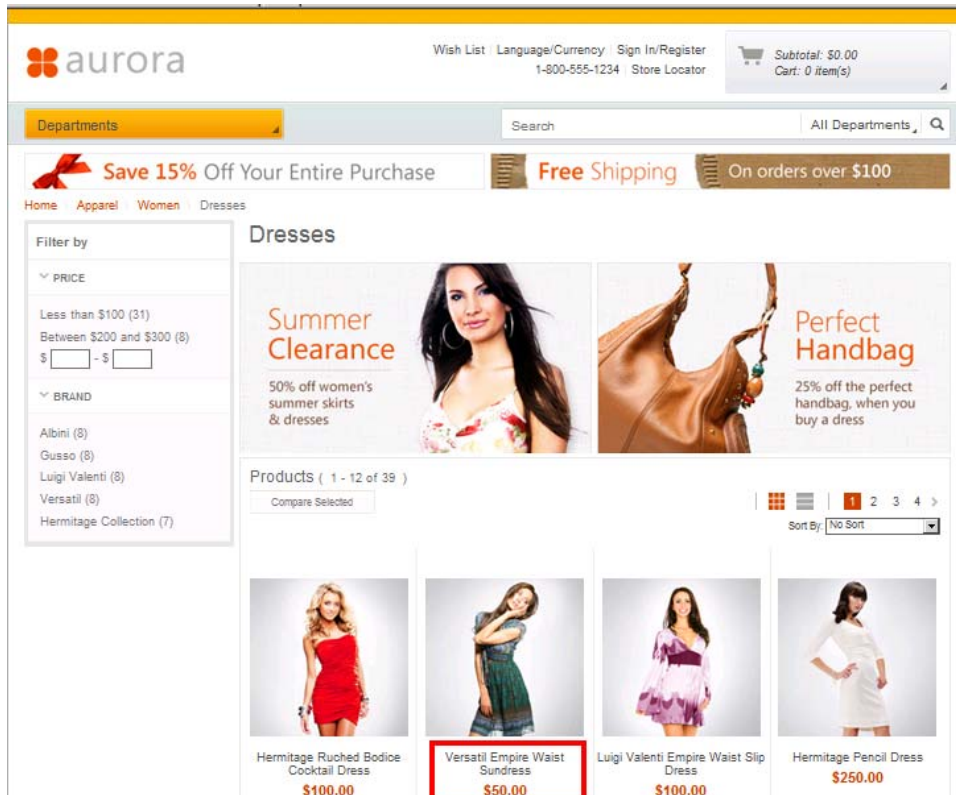 aurora
Wish List Language/Currency Sign In/Register
1-800-555-1234 Store Locator
Subtotal: $0.00
Cart: 0 item(s)
Departments
Search
All Departments
Save 15% Off Your Entire Purchase
Free Shipping
On orders over $100
Home Apparel Women Dresses
Filter by
PRICE
Less than $100 (31)
Between $200 and $300 (8)
$ - $
BRAND
Albini (8)
Gusso (8)
Luigi Valenti (8)
Versatil (8)
Hermitage Collection (7)
Dresses
Summer
Clearance
50% off women's
summer skirts
& dresses
Perfect
Handbag
25% off the perfect
handbag, when you
buy a dress
Products ( 1 - 12 of 39 )
Compare Selected
1 2 3 4 >
Sort By: No Sort
Hermitage Ruched Bodice
Cocktail Dress
$100.00
Versatil Empire Waist
Sundress
$50.00
Luigi Valenti Empire Waist Slip
Dress
$100.00
Hermitage Pencil Dress
$250.00